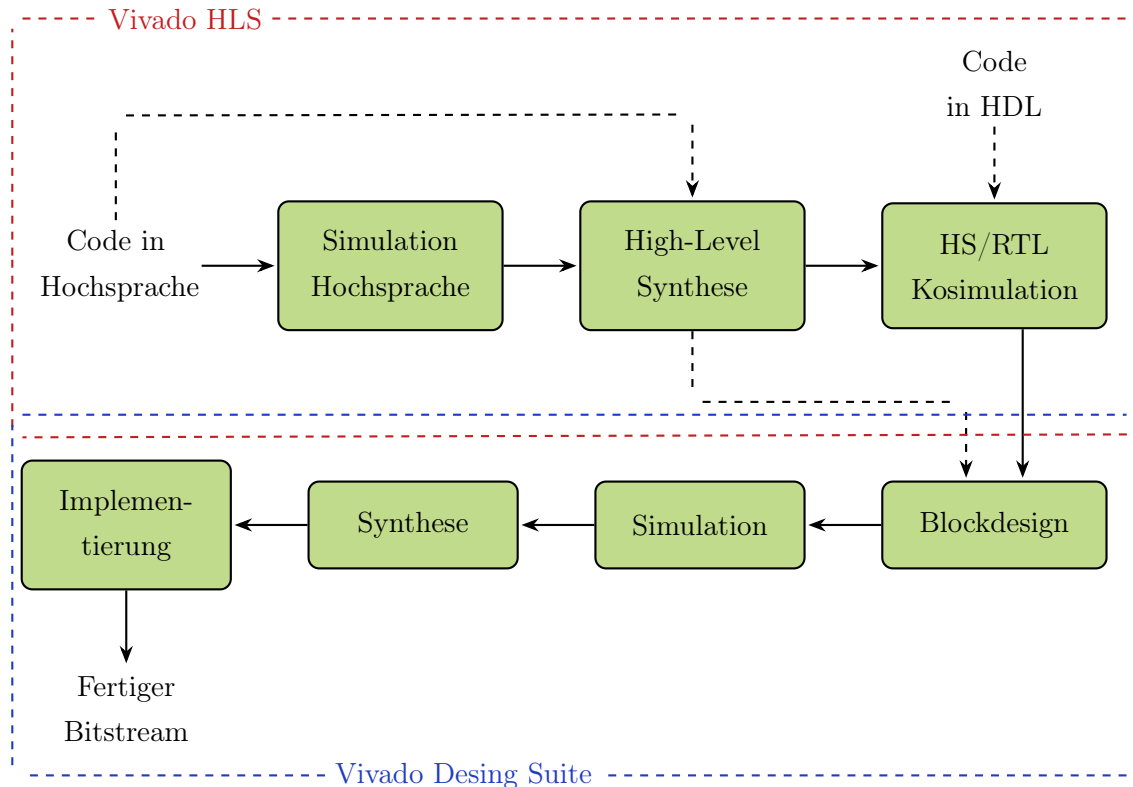 Vivado HLS
Code
in HDL
Code in
Hochsprache
Simulation
Hochsprache
High-Level
Synthese
HS/RTL
Kosimulation
Implemen-
tierung
Synthese
Simulation
Blockdesign
Fertiger
Bitstream
Vivado Desing Suite